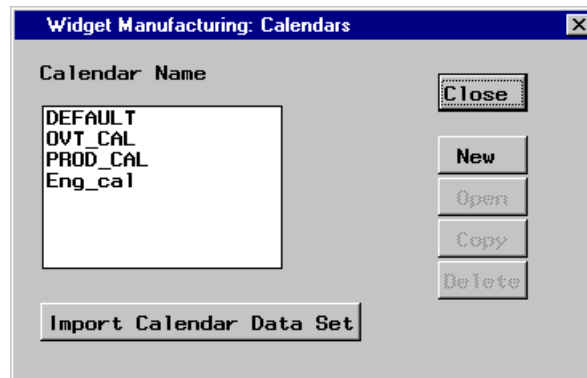 Widget Manufacturing: Calendars
Calendar Name
Close
DEFAULT
OVT_CAL
PROD_CAL
Eng_cal
New
Open
Copy
Delete
Import Calendar Data Set